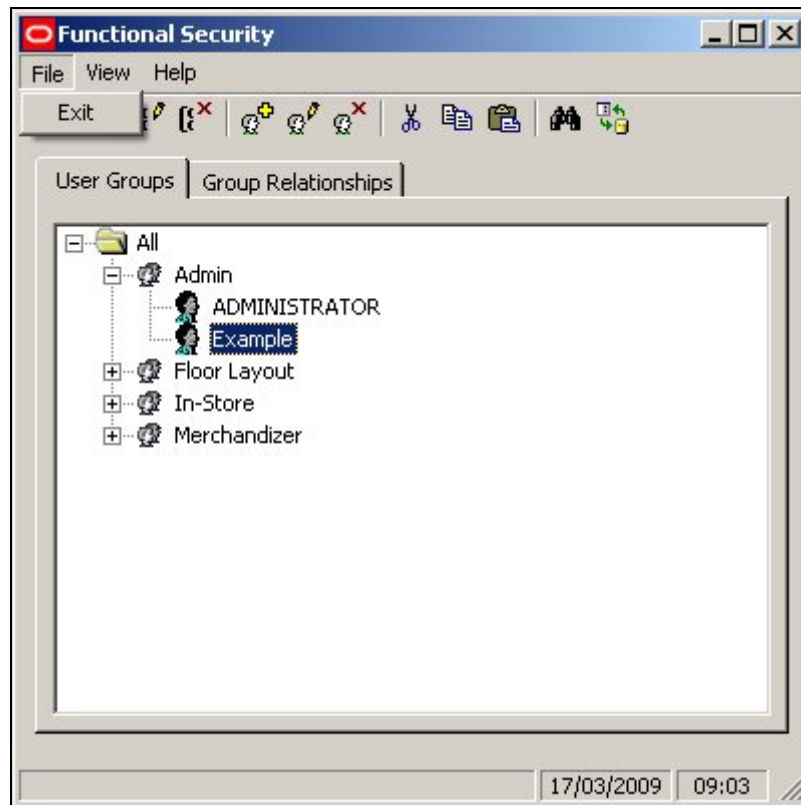 Functional Security
File View Help
Exit
User Groups Group Relationships
All
Admin
ADMINISTRATOR
Example
Floor Layout
In-Store
Merchandizer
17/03/2009 09:03